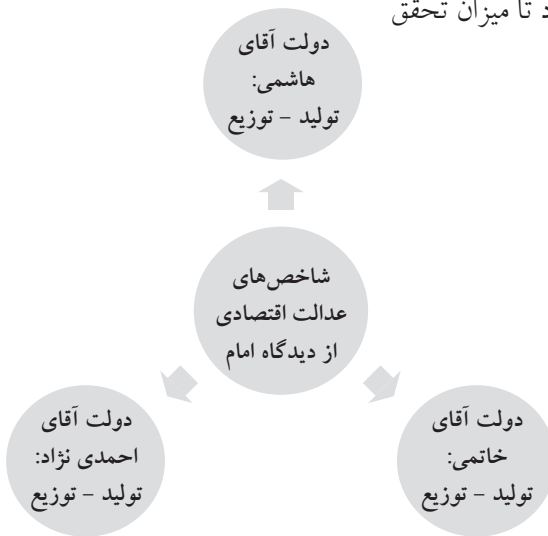 د تا میزان تحقق
دولت آقای
هاشمی:
تولید - توزیع
شاخص‌های
عدالت اقتصادی
از دیدگاه امام
دولت آقای
خاتمی:
تولید - توزیع
دولت آقای
احمدی نژاد:
تولید - توزیع